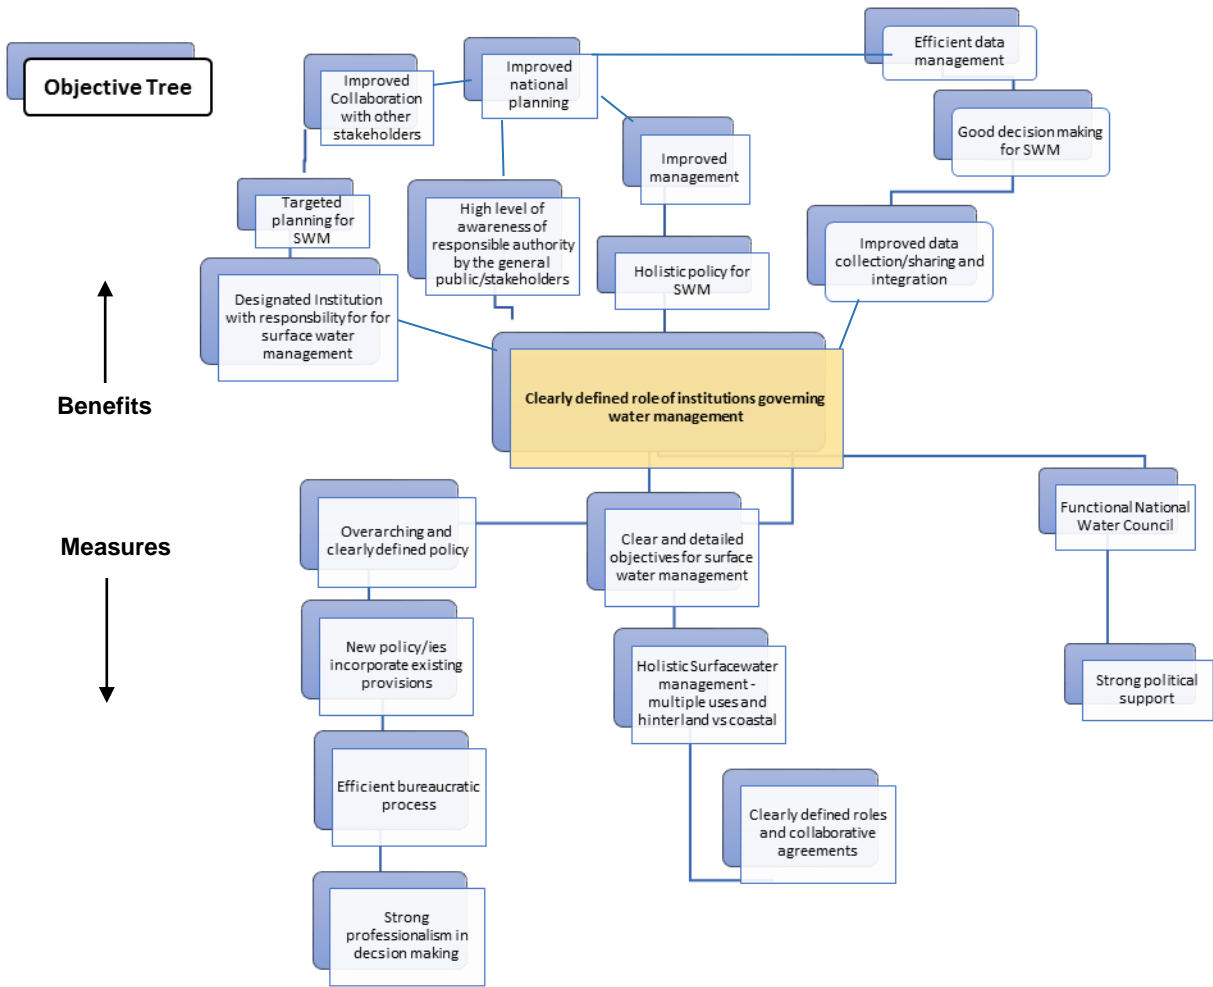 Objective Tree
Improved
Collaboration
with other
stakeholders
Improved
national
planning
Efficient data
management
Improved
management
Good decision making
for SWM
Targeted
planning for
SWM
High level of
awareness of
responsible authority
by the general
public/stakeholders
Holistic policy for
SWM
Improved data
collection/sharing and
integration
Designated Institution
with responsbility for for
surface water
management
Benefits
Clearly defined role of institutions governing
water management
Measures
Overarching and
clearly defined policy
Clear and detailed
objectives for surface
water management
Functional National
Water Council
New policy/ies
incorporate existing
provisions
Holistic Surfacewater
management -
multiple uses and
hinterland vs coastal
Strong political
support
Efficient bureaucratic
process
Clearly defined roles
and collaborative
agreements
Strong
professionalism in
decsion making